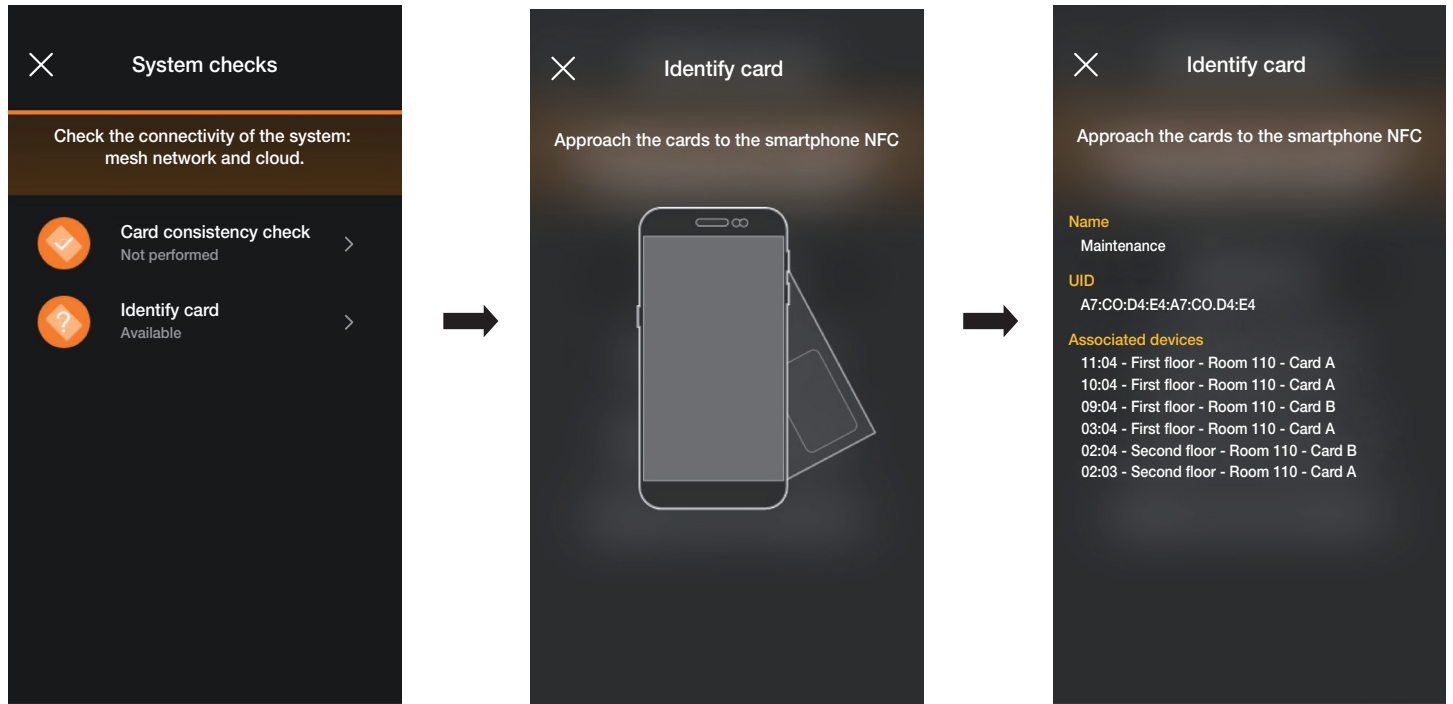 System checks
Check the connectivity of the system:
mesh network and cloud.
Card consistency check
Not performed
Identify card
Available
Identify card
Approach the cards to the smartphone NFC
Identify card
Approach the cards to the smartphone NFC
Name
Maintenance
UID
A7:CO:D4:E4:A7:CO.D4:E4
Associated devices
11:04 - First floor - Room 110 - Card A
10:04 - First floor - Room 110 - Card A
09:04 - First floor - Room 110 - Card B
03:04 - First floor - Room 110 - Card A
02:04 - Second floor - Room 110 - Card B
02:03 - Second floor - Room 110 - Card A